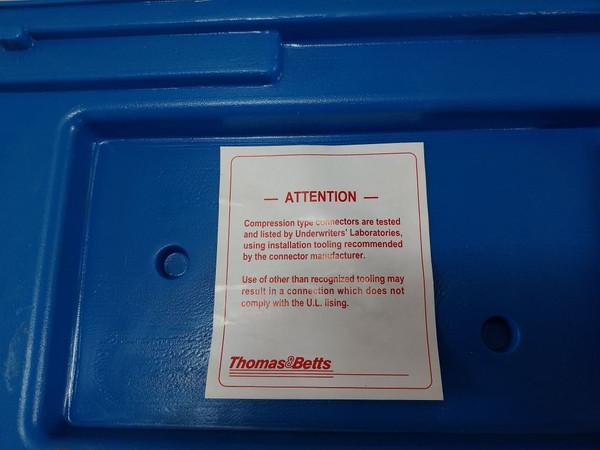 — ATTENTION —
Compression type connectors are tested
and listed by Underwriters' Laboratories,
using installation tooling recommended
by the connector manufacturer.
Use of other than recognized tooling may
result in a connection which does not
comply with the U.L. lising.
Thomas&Betts